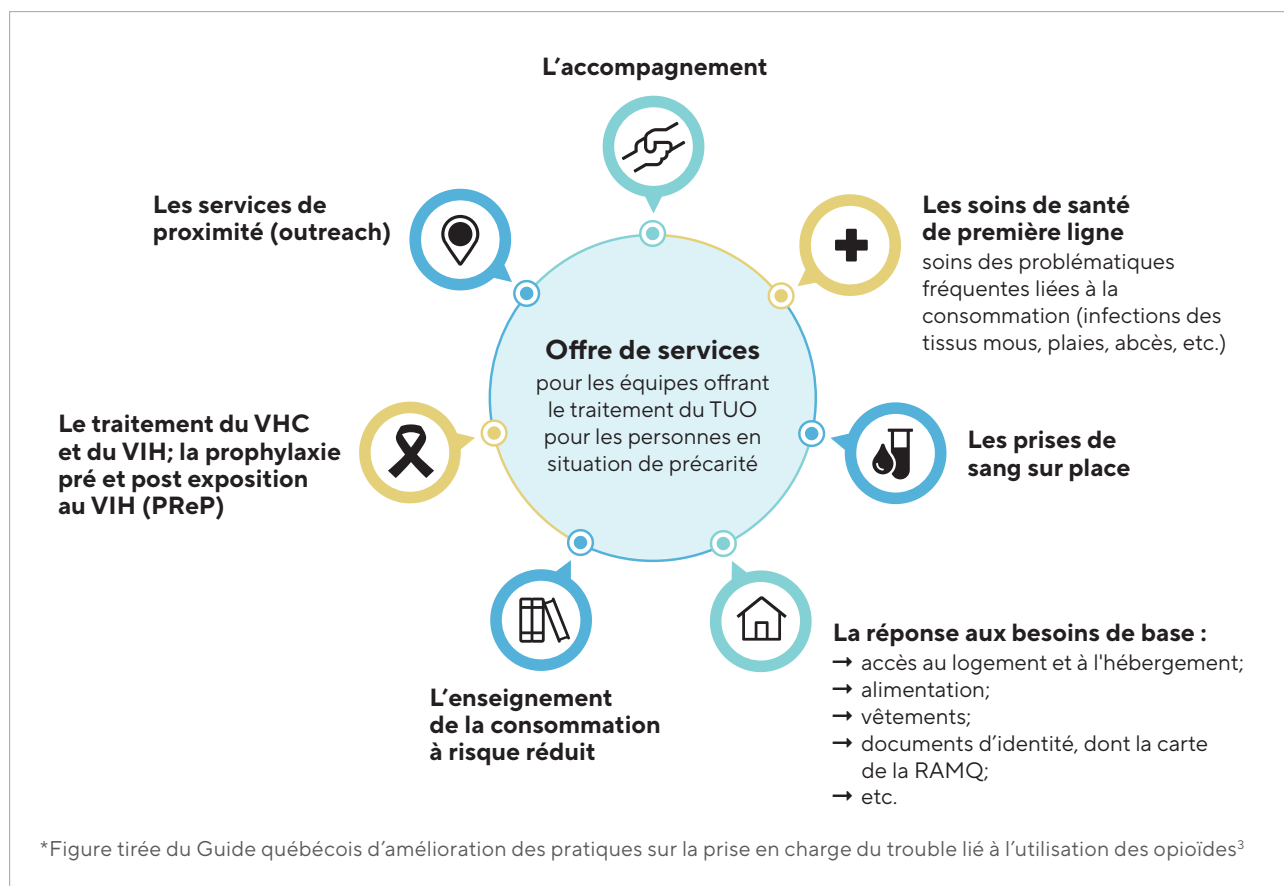 L'accompagnement
Les services de
proximité (outreach)
Les soins de santé
de première ligne
soins des problématiques
fréquentes liées à la
consommation (infections des
tissus mous, plaies, abcès, etc.)
Offre de services
pour les équipes offrant
le traitement du TUO
pour les personnes en
situation de précarité
Le traitement du VHC
et du VIH; la prophylaxie
pré et post exposition
au VIH (PReP)
Les prises de
sang sur place
L'enseignement
de la consommation
à risque réduit
La réponse aux besoins de base :
→ accès au logement et à l'hébergement;
→ alimentation;
→ vêtements;
→ documents d'identité, dont la carte
de la RAMQ;
→ etc.
*Figure tirée du Guide québécois d'amélioration des pratiques sur la prise en charge du trouble lié à l'utilisation des opioïdes³